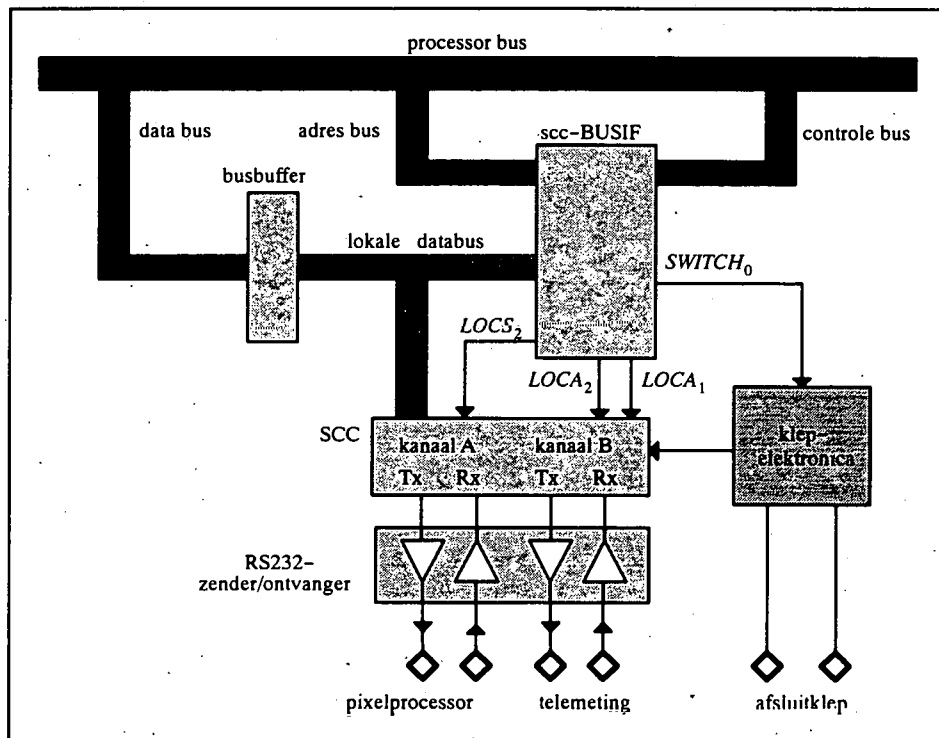 processor bus
data bus
adres bus
scc-BUSIF
controle bus
busbuffer
lokale databus
SWITCH₀
LOCS₂
LOCA₂
LOCA₁
SCC
kanaal A
kanaal B
Tx
Rx
Tx
Rx
klep-
elektronica
RS232-
zender/ontvanger
pixelprocessor
telemeting
afsluitklep